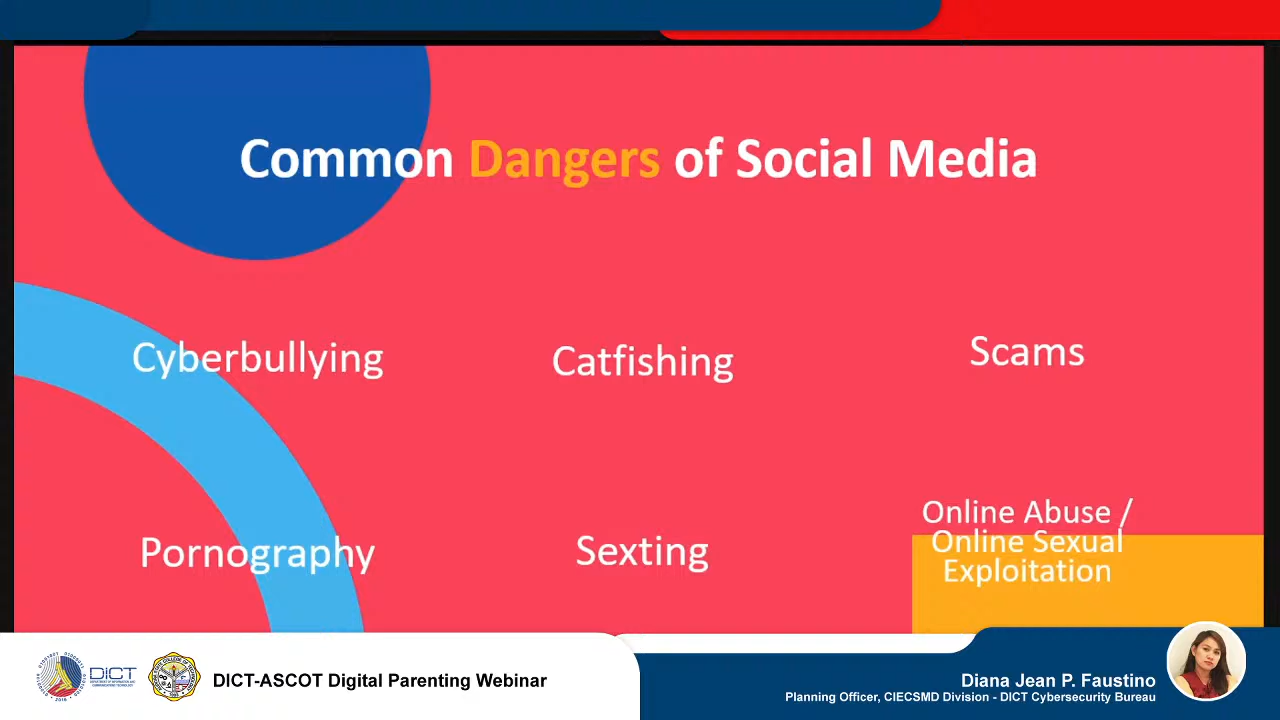 Common Dangers of Social Media
Cyberbullying
Catfishing
Scams
Pornography
Sexting
Online Abuse /
Online Sexual
Exploitation
DICT
DICT-ASCOT Digital Parenting Webinar
Diana Jean P. Faustino
Planning Officer, CIECSMD Division - DICT Cybersecurity Bureau